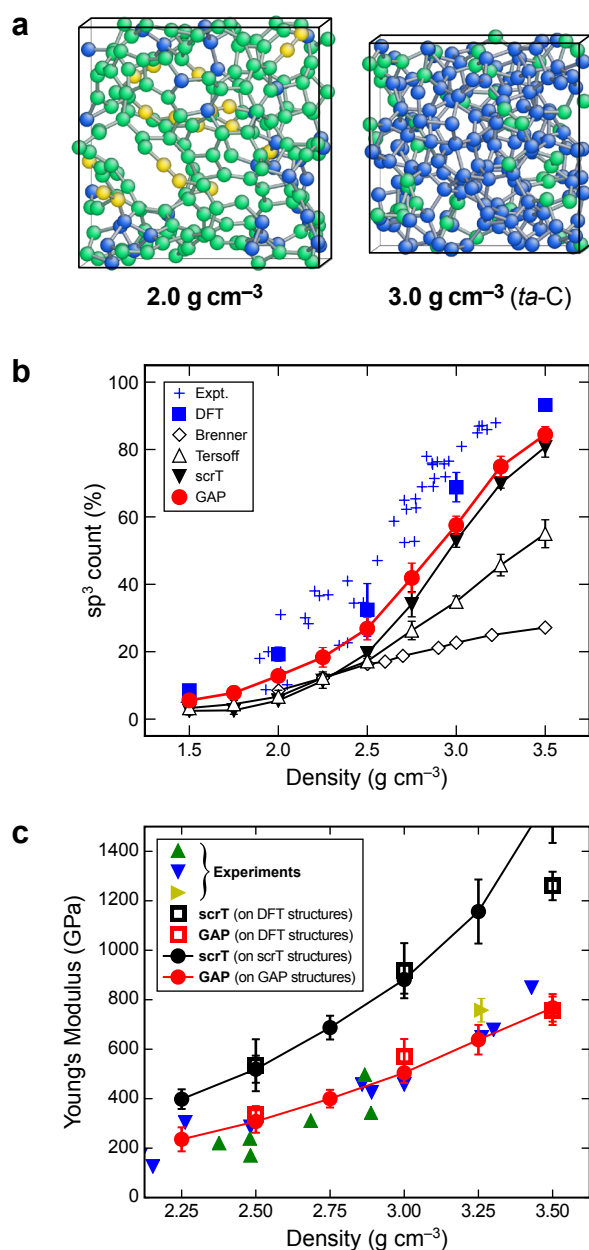 a
2.0 g cm⁻³
3.0 g cm⁻³ (ta-C)
b
100
80
60
40
20
0
sp³ count (%)
Expt.
DFT
Brenner
Tersoff
scrT
GAP
1.5
2.0
2.5
3.0
3.5
Density (g cm⁻³)
c
1400
1200
1000
800
600
400
200
0
Young's Modulus (GPa)
Experiments
scrT (on DFT structures)
GAP (on DFT structures)
scrT (on scrT structures)
GAP (on GAP structures)
2.25
2.50
2.75
3.00
3.25
3.50
Density (g cm⁻³)